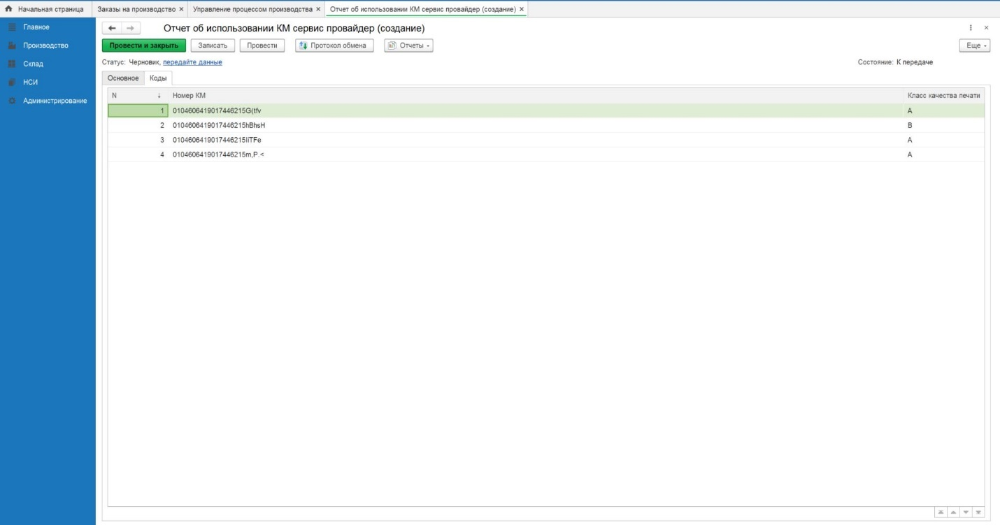 Начальная страница Заказы на производство × Управление процессом производства × Отчет об использовании КМ сервис провайдер (создание) ×
Главное
Производство
Склад
НСИ
Администрирование
Отчет об использовании КМ сервис провайдер (создание)
Провести и закрыть Записать Провести Протокол обмена Отчеты Еще
Статус: Черновик, передайте данные Состояние: К передаче
Основное Коды
N ↓ Номер КМ Класс качества печати
1 0104606419017446215G(tfv A
2 0104606419017446215hBhsH B
3 0104606419017446215IiTFe A
4 0104606419017446215m,P.< A